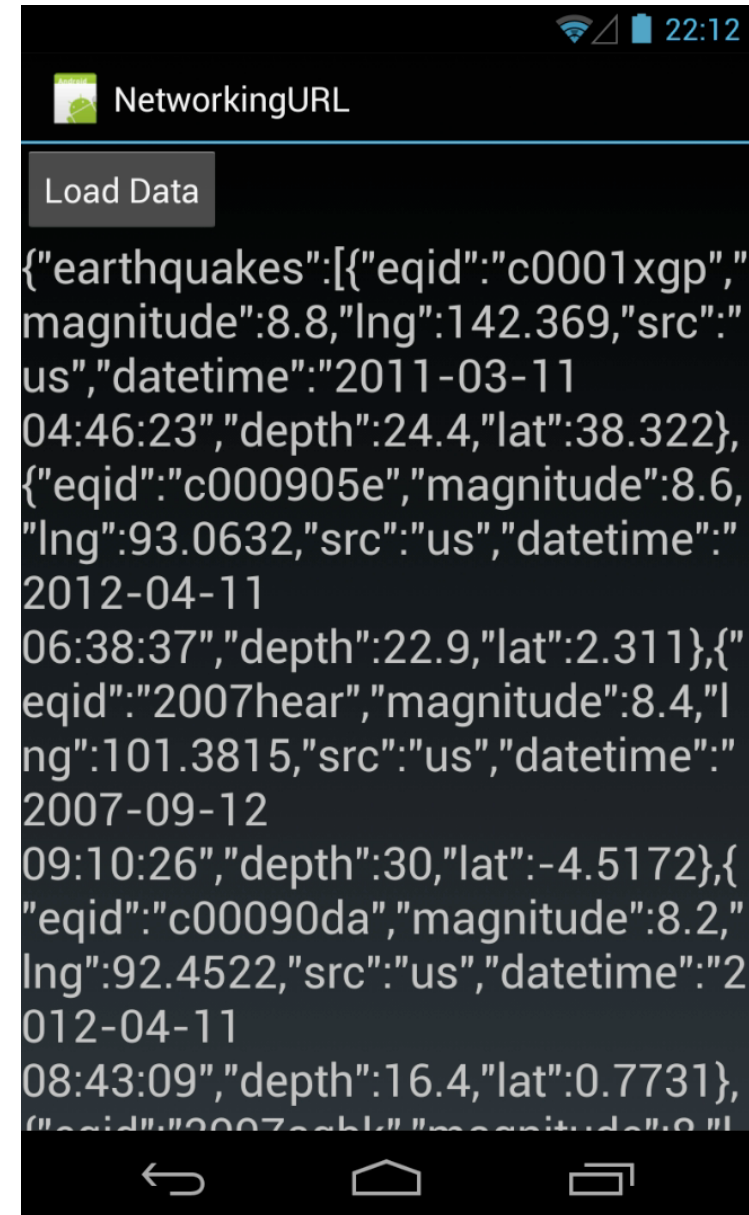 22:12
NetworkingURL
Load Data
{"earthquakes":[{"eqid":"c0001xgp","
magnitude":8.8,"lng":142.369,"src":"
us","datetime":"2011-03-11
04:46:23","depth":24.4,"lat":38.322},
{"eqid":"c000905e","magnitude":8.6,
"lng":93.0632,"src":"us","datetime":"
2012-04-11
06:38:37","depth":22.9,"lat":2.311},{"
eqid":"2007hear","magnitude":8.4,"l
ng":101.3815,"src":"us","datetime":"
2007-09-12
09:10:26","depth":30,"lat":-4.5172},{
"eqid":"c00090da","magnitude":8.2,"
lng":92.4522,"src":"us","datetime":"2
012-04-11
08:43:09","depth":16.4,"lat":0.7731},